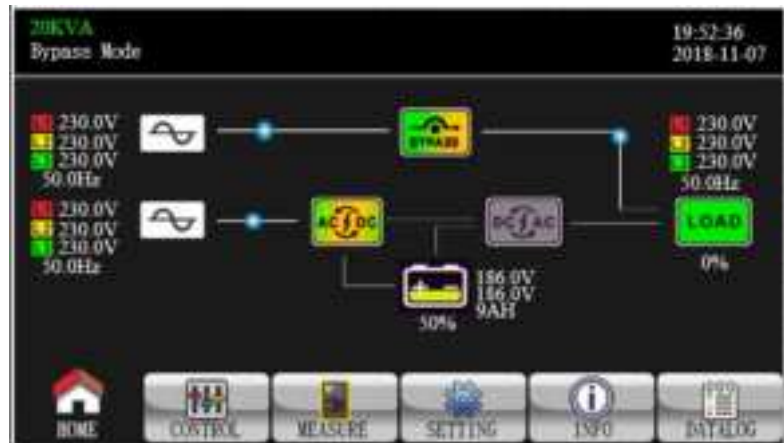 20KVA
Bypass Mode
19:52:36
2018-11-07
230.0V
230.0V
230.0V
50.0Hz
BYPASS
230.0V
230.0V
230.0V
50.0Hz
230.0V
230.0V
230.0V
50.0Hz
AC DC
DC AC
LOAD
0%
+ -
50%
186.0V
186.0V
9AH
HOME
CONTROL
MEASURE
SETTING
INFO
DATALOG